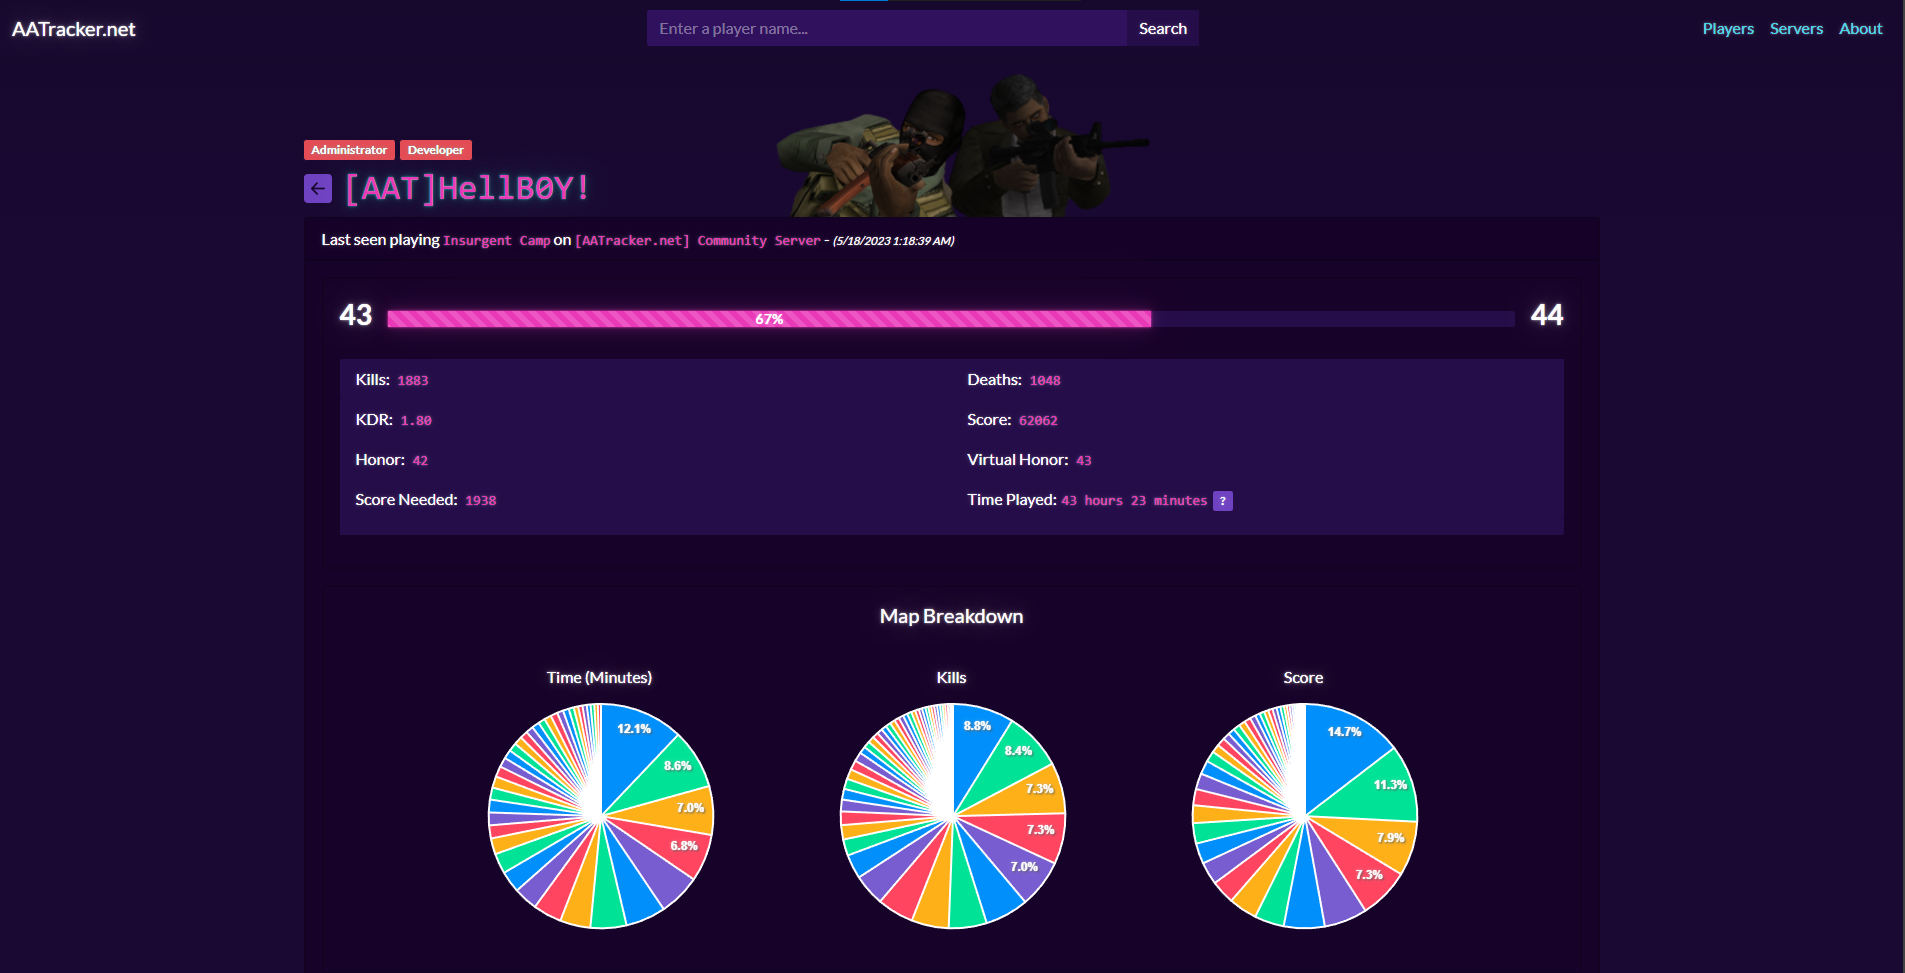 AATracker.net
Enter a player name...
Search
Players Servers About
Administrator Developer
[AAT]HellB0Y!
Last seen playing Insurgent Camp on [AATracker.net] Community Server - (5/18/2023 1:18:39 AM)
43 67% 44
Kills: 1883
Deaths: 1048
KDR: 1.80
Score: 62062
Honor: 42
Virtual Honor: 43
Score Needed: 1938
Time Played: 43 hours 23 minutes ?
Map Breakdown
Time (Minutes)
12.1%
8.6%
7.0%
6.8%
Kills
8.8%
8.4%
7.3%
7.3%
7.0%
Score
14.7%
11.3%
7.9%
7.3%